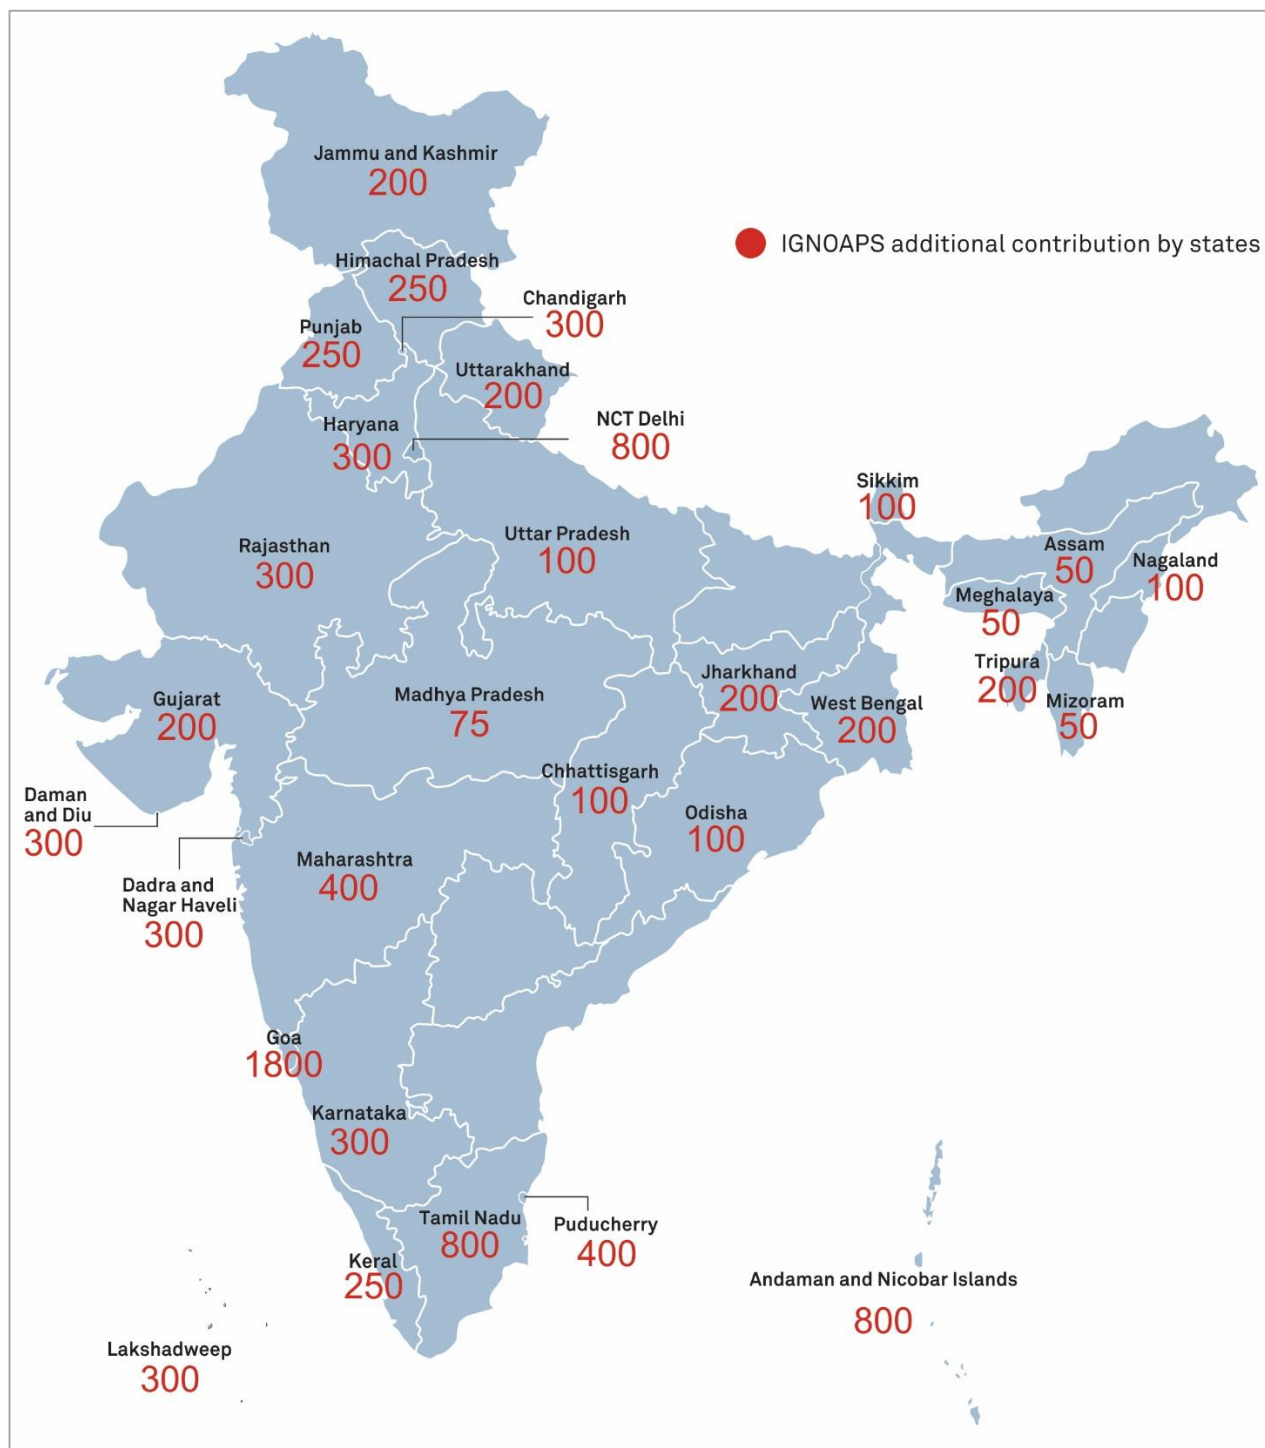 Jammu and Kashmir
200
IGNOAPS additional contribution by states
Himachal Pradesh
250
Chandigarh
300
Punjab
250
Uttarakhand
200
Haryana
300
NCT Delhi
800
Sikkim
100
Rajasthan
300
Uttar Pradesh
100
Assam
50
Nagaland
100
Meghalaya
50
Tripura
200
Mizoram
50
Gujarat
200
Madhya Pradesh
75
Jharkhand
200
West Bengal
200
Chhattisgarh
100
Odisha
100
Daman
and Diu
300
Maharashtra
400
Dadra and
Nagar Haveli
300
Goa
1800
Karnataka
300
Tamil Nadu
800
Puducherry
400
Keral
250
Andaman and Nicobar Islands
800
Lakshadweep
300